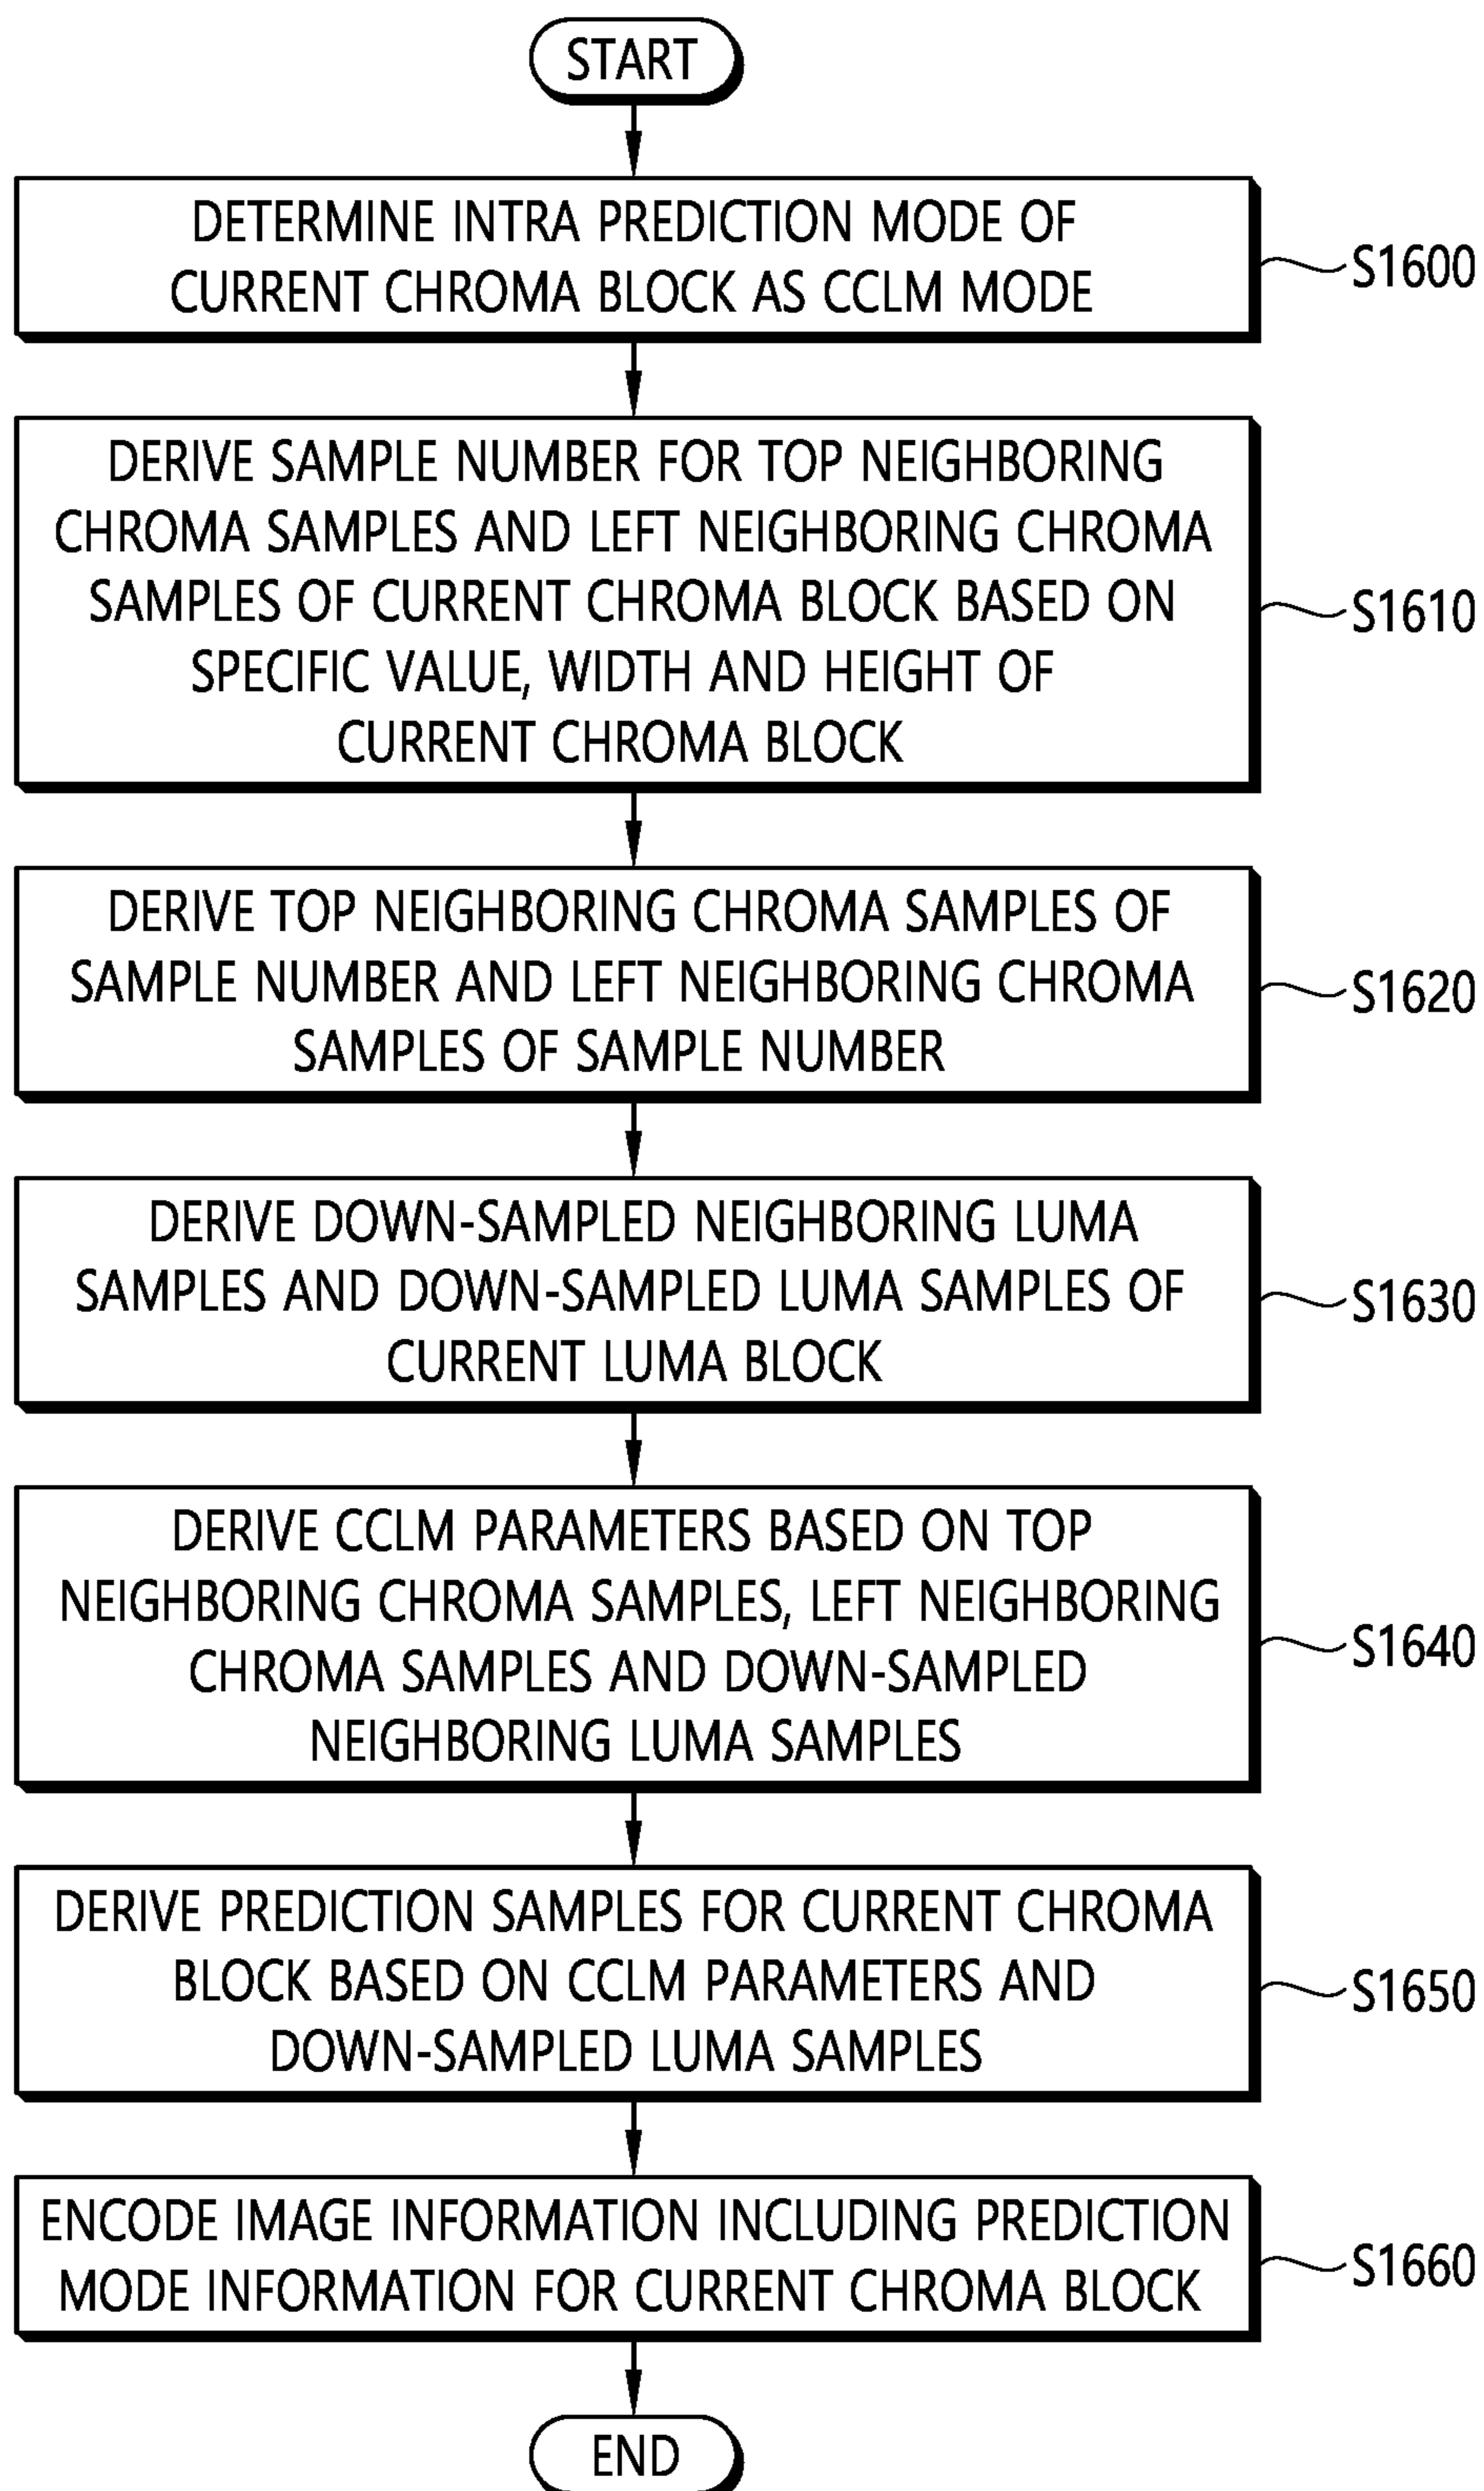 START
DETERMINE INTRA PREDICTION MODE OF
CURRENT CHROMA BLOCK AS CCLM MODE
S1600
DERIVE SAMPLE NUMBER FOR TOP NEIGHBORING
CHROMA SAMPLES AND LEFT NEIGHBORING CHROMA
SAMPLES OF CURRENT CHROMA BLOCK BASED ON
SPECIFIC VALUE, WIDTH AND HEIGHT OF
CURRENT CHROMA BLOCK
S1610
DERIVE TOP NEIGHBORING CHROMA SAMPLES OF
SAMPLE NUMBER AND LEFT NEIGHBORING CHROMA
SAMPLES OF SAMPLE NUMBER
S1620
DERIVE DOWN-SAMPLED NEIGHBORING LUMA
SAMPLES AND DOWN-SAMPLED LUMA SAMPLES OF
CURRENT LUMA BLOCK
S1630
DERIVE CCLM PARAMETERS BASED ON TOP
NEIGHBORING CHROMA SAMPLES, LEFT NEIGHBORING
CHROMA SAMPLES AND DOWN-SAMPLED
NEIGHBORING LUMA SAMPLES
S1640
DERIVE PREDICTION SAMPLES FOR CURRENT CHROMA
BLOCK BASED ON CCLM PARAMETERS AND
DOWN-SAMPLED LUMA SAMPLES
S1650
ENCODE IMAGE INFORMATION INCLUDING PREDICTION
MODE INFORMATION FOR CURRENT CHROMA BLOCK
S1660
END